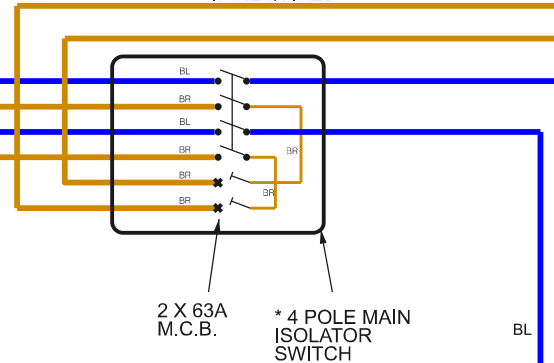 BL
BR
BL
BR
BR
BR
BR
BR
2 X 63A
M.C.B.
* 4 POLE MAIN
ISOLATOR
SWITCH
BL